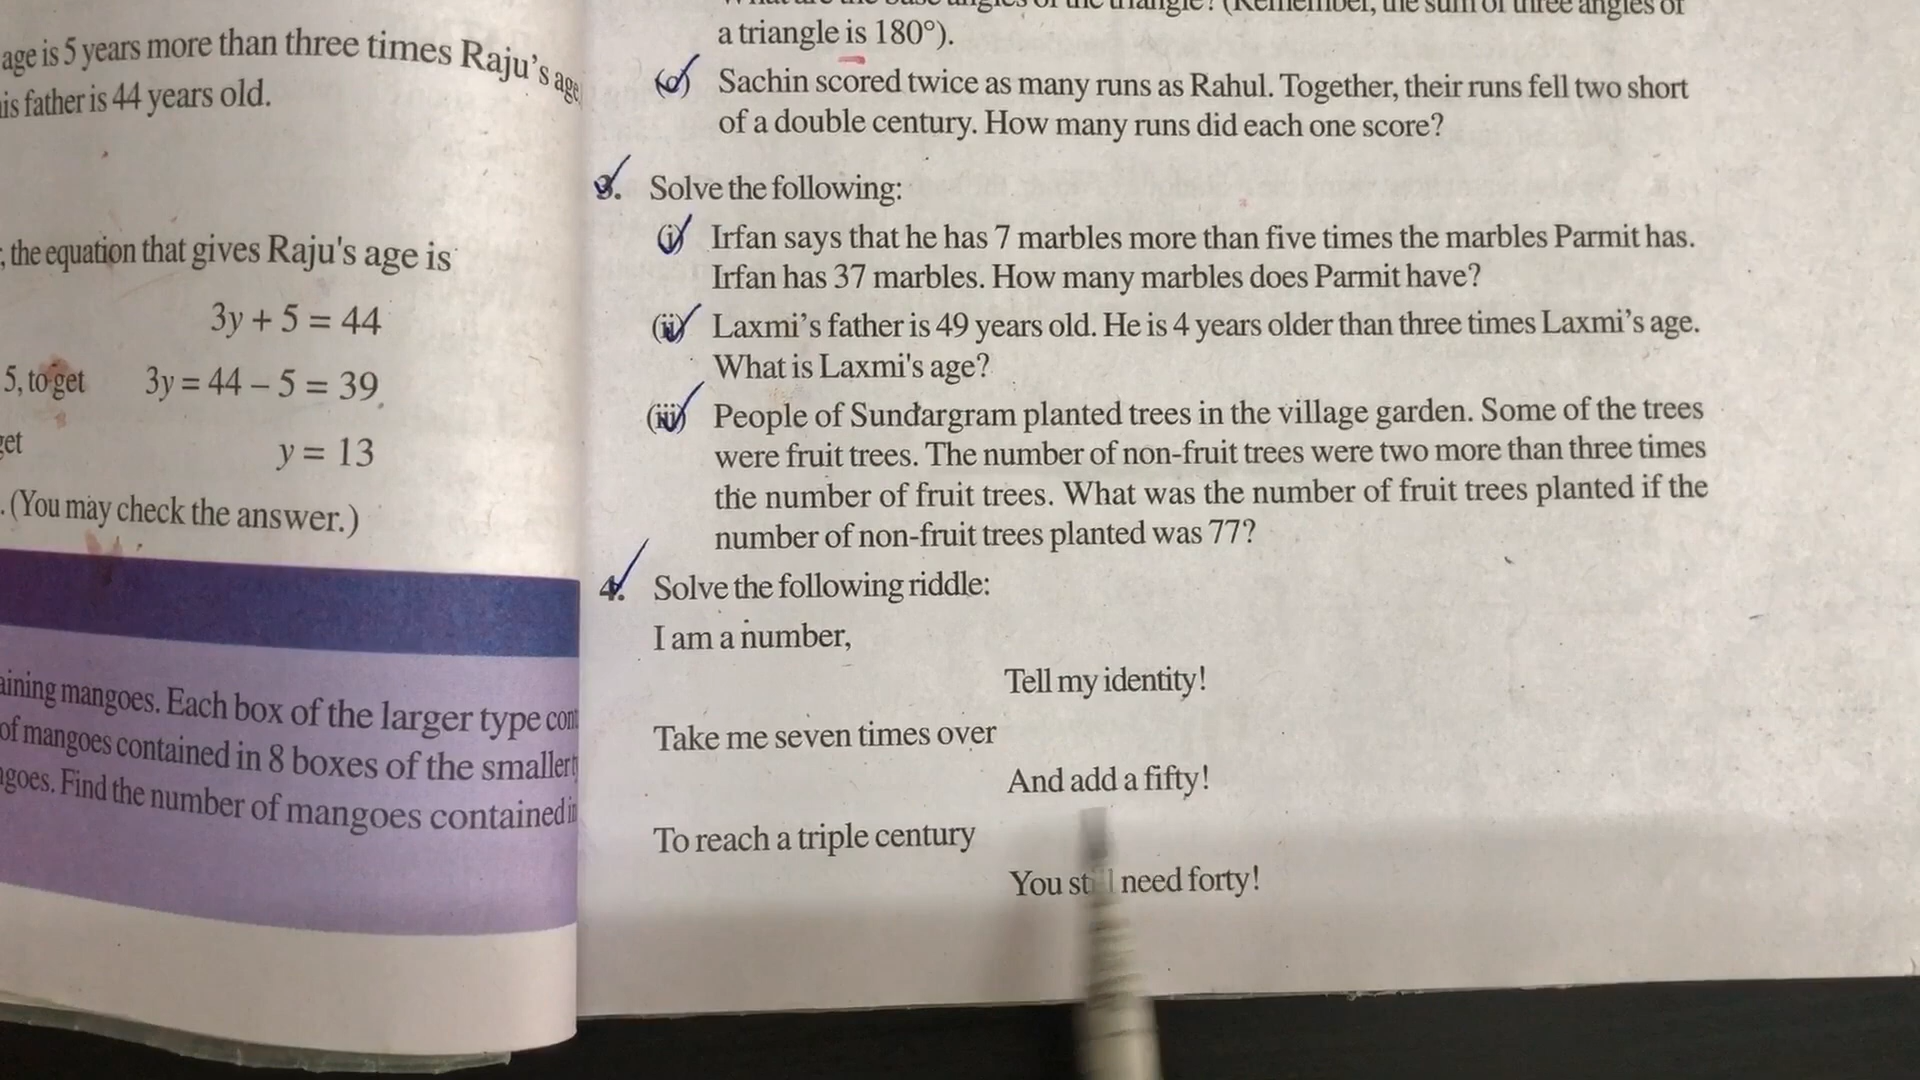 age is 5 years more than three times Raju's age
is father is 44 years old.
, the equation that gives Raju's age is
3y + 5 = 44
5, to get 3y = 44 – 5 = 39
get
y = 13
. (You may check the answer.)
mangoes. Each box of the larger type
of mangoes contained in 8 boxes of the smaller
Find the number of mangoes contained
a triangle is 180°).
(d) Sachin scored twice as many runs as Rahul. Together, their runs fell two short
of a double century. How many runs did each one score?
3. Solve the following:
(i) Irfan says that he has 7 marbles more than five times the marbles Parmit has.
Irfan has 37 marbles. How many marbles does Parmit have?
(ii) Laxmi's father is 49 years old. He is 4 years older than three times Laxmi's age.
What is Laxmi's age?
(iii) People of Sundargram planted trees in the village garden. Some of the trees
were fruit trees. The number of non-fruit trees were two more than three times
the number of fruit trees. What was the number of fruit trees planted if the
number of non-fruit trees planted was 77?
4. Solve the following riddle:
I am a number,
Tell my identity!
Take me seven times over
And add a fifty!
To reach a triple century
You still need forty!